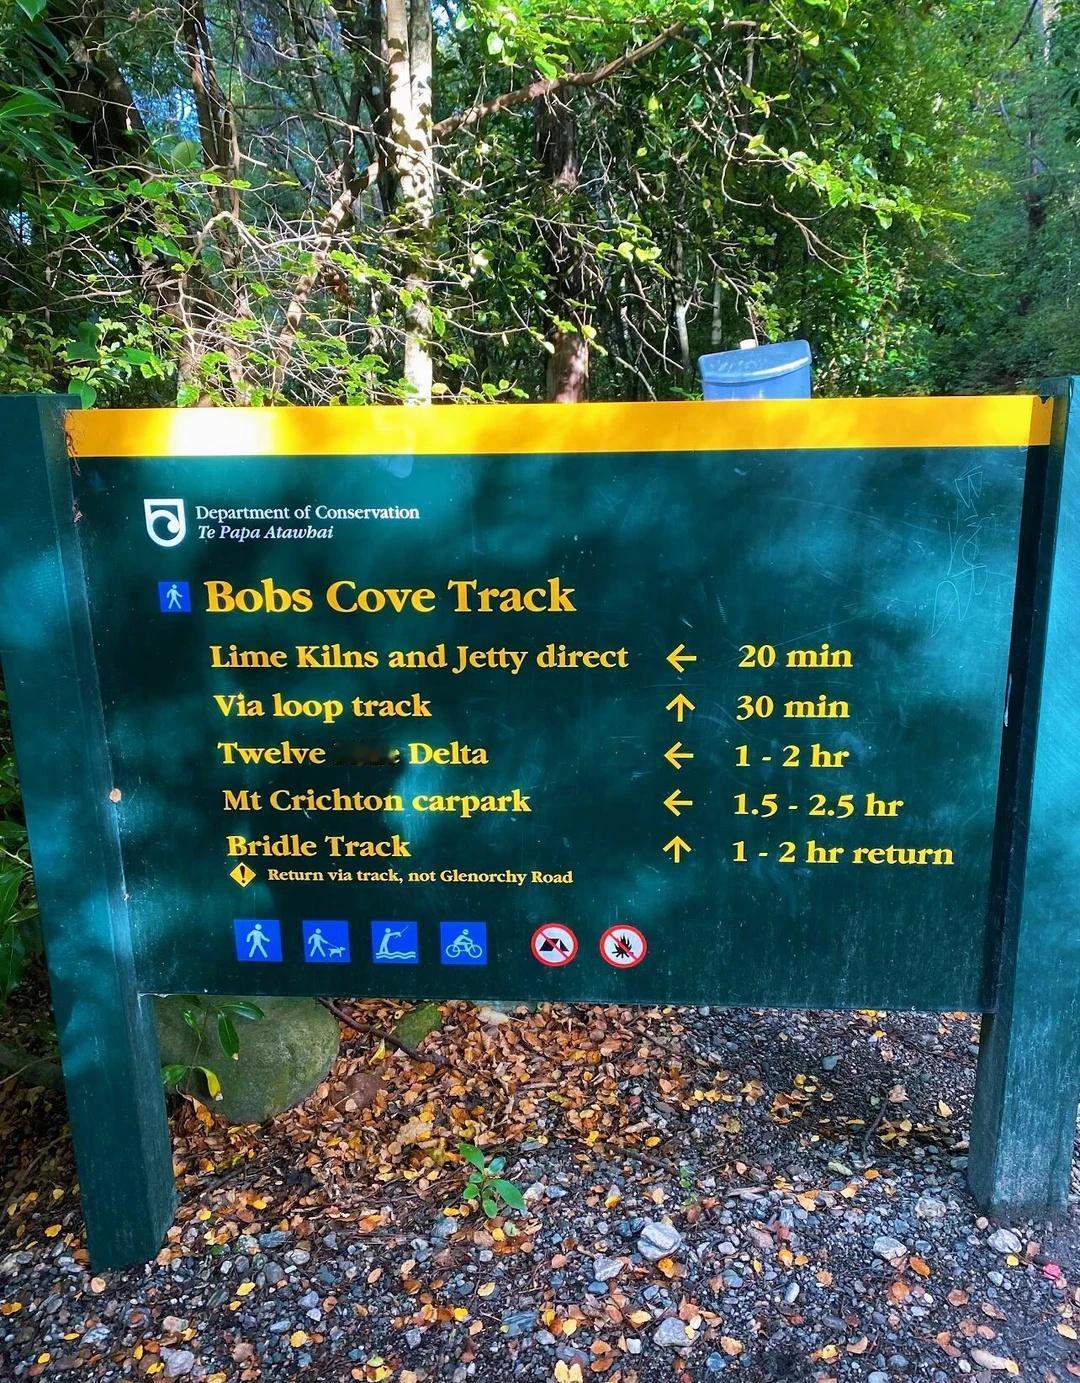 Department of Conservation
Te Papa Atawhai
Bobs Cove Track
Lime Kilns and Jetty direct ← 20 min
Via loop track ↑ 30 min
Twelve Delta ← 1 - 2 hr
Mt Crichton carpark ← 1.5 - 2.5 hr
Bridle Track ↑ 1 - 2 hr return
! Return via track, not Glenorchy Road